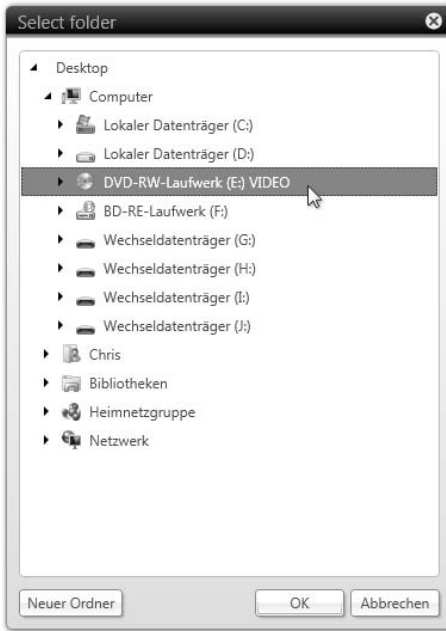 Select folder
Desktop
Computer
Lokaler Datenträger (C:)
Lokaler Datenträger (D:)
DVD-RW-Laufwerk (E:) VIDEO
BD-RE-Laufwerk (F:)
Wechseldatenträger (G:)
Wechseldatenträger (H:)
Wechseldatenträger (I:)
Wechseldatenträger (J:)
Chris
Bibliotheken
Heimnetzgruppe
Netzwerk
Neuer Ordner OK Abbrechen